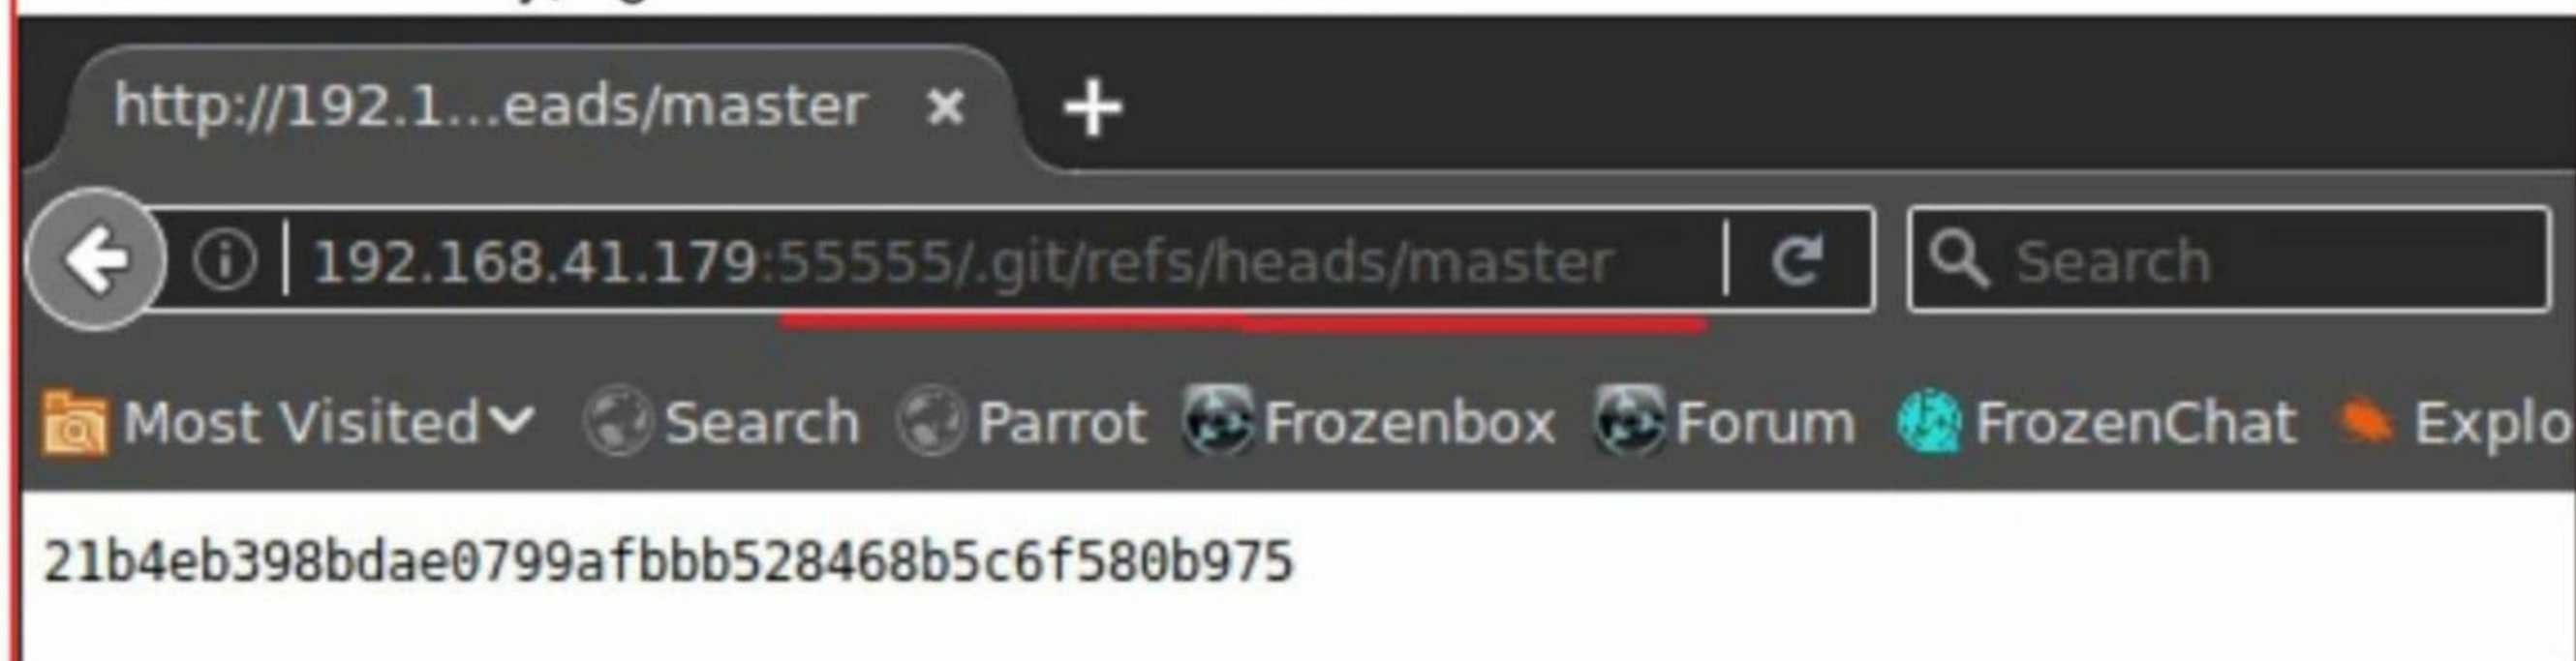 http://192.1...eads/master
192.168.41.179:55555/.git/refs/heads/master Search
Most Visited Search Parrot Frozenbox Forum FrozenChat Explo
21b4eb398bdae0799afbbb528468b5c6f580b975